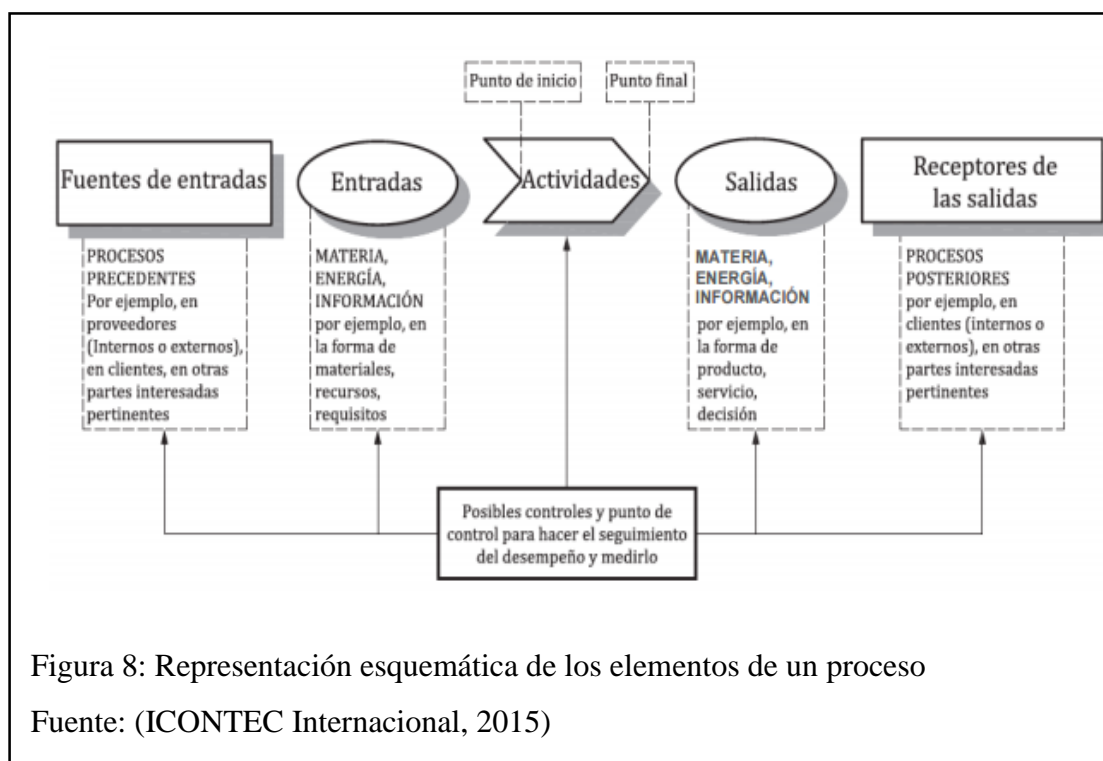 Punto de inicio
Punto final
Fuentes de entradas
Entradas
Actividades
Salidas
Receptores de
las salidas
PROCESOS
PRECEDENTES
Por ejemplo, en
proveedores
(Internos o externos),
en clientes, en otras
partes interesadas
pertinentes
MATERIA,
ENERGÍA,
INFORMACIÓN
por ejemplo, en
la forma de
materiales,
recursos,
requisitos
MATERIA,
ENERGÍA,
INFORMACIÓN
por ejemplo, en
la forma de
producto,
servicio,
decisión
PROCESOS
POSTERIORES
por ejemplo, en
clientes (internos o
externos), en otras
partes interesadas
pertinentes
Posibles controles y punto de
control para hacer el seguimiento
del desempeño y medirlo
Figura 8: Representación esquemática de los elementos de un proceso
Fuente: (ICONTEC Internacional, 2015)